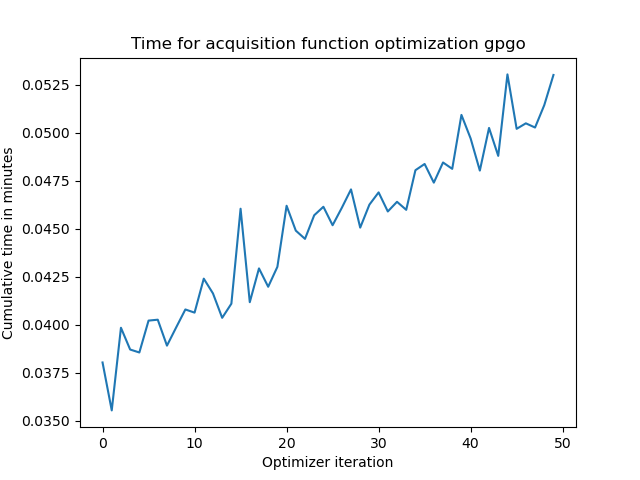 Time for acquisition function optimization gpgo
Cumulative time in minutes
0.0525
0.0500
0.0475
0.0450
0.0425
0.0400
0.0375
0.0350
0 10 20 30 40 50
Optimizer iteration